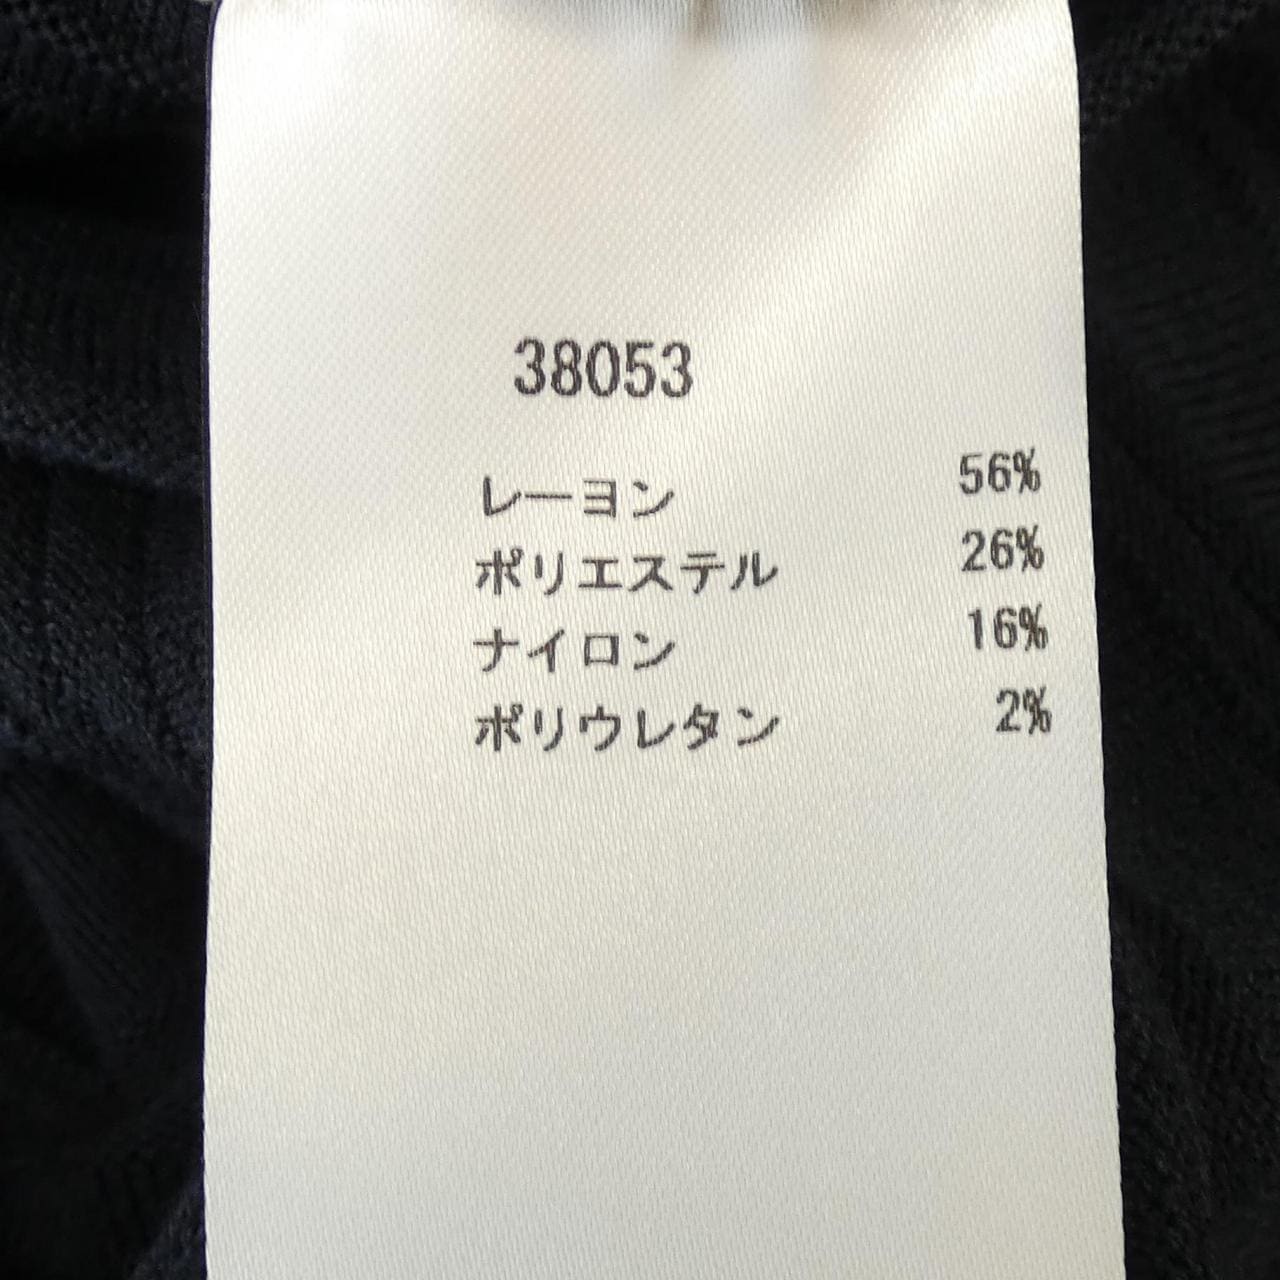 38053
レーヨン 56%
ポリエステル 26%
ナイロン 16%
ポリウレタン 2%